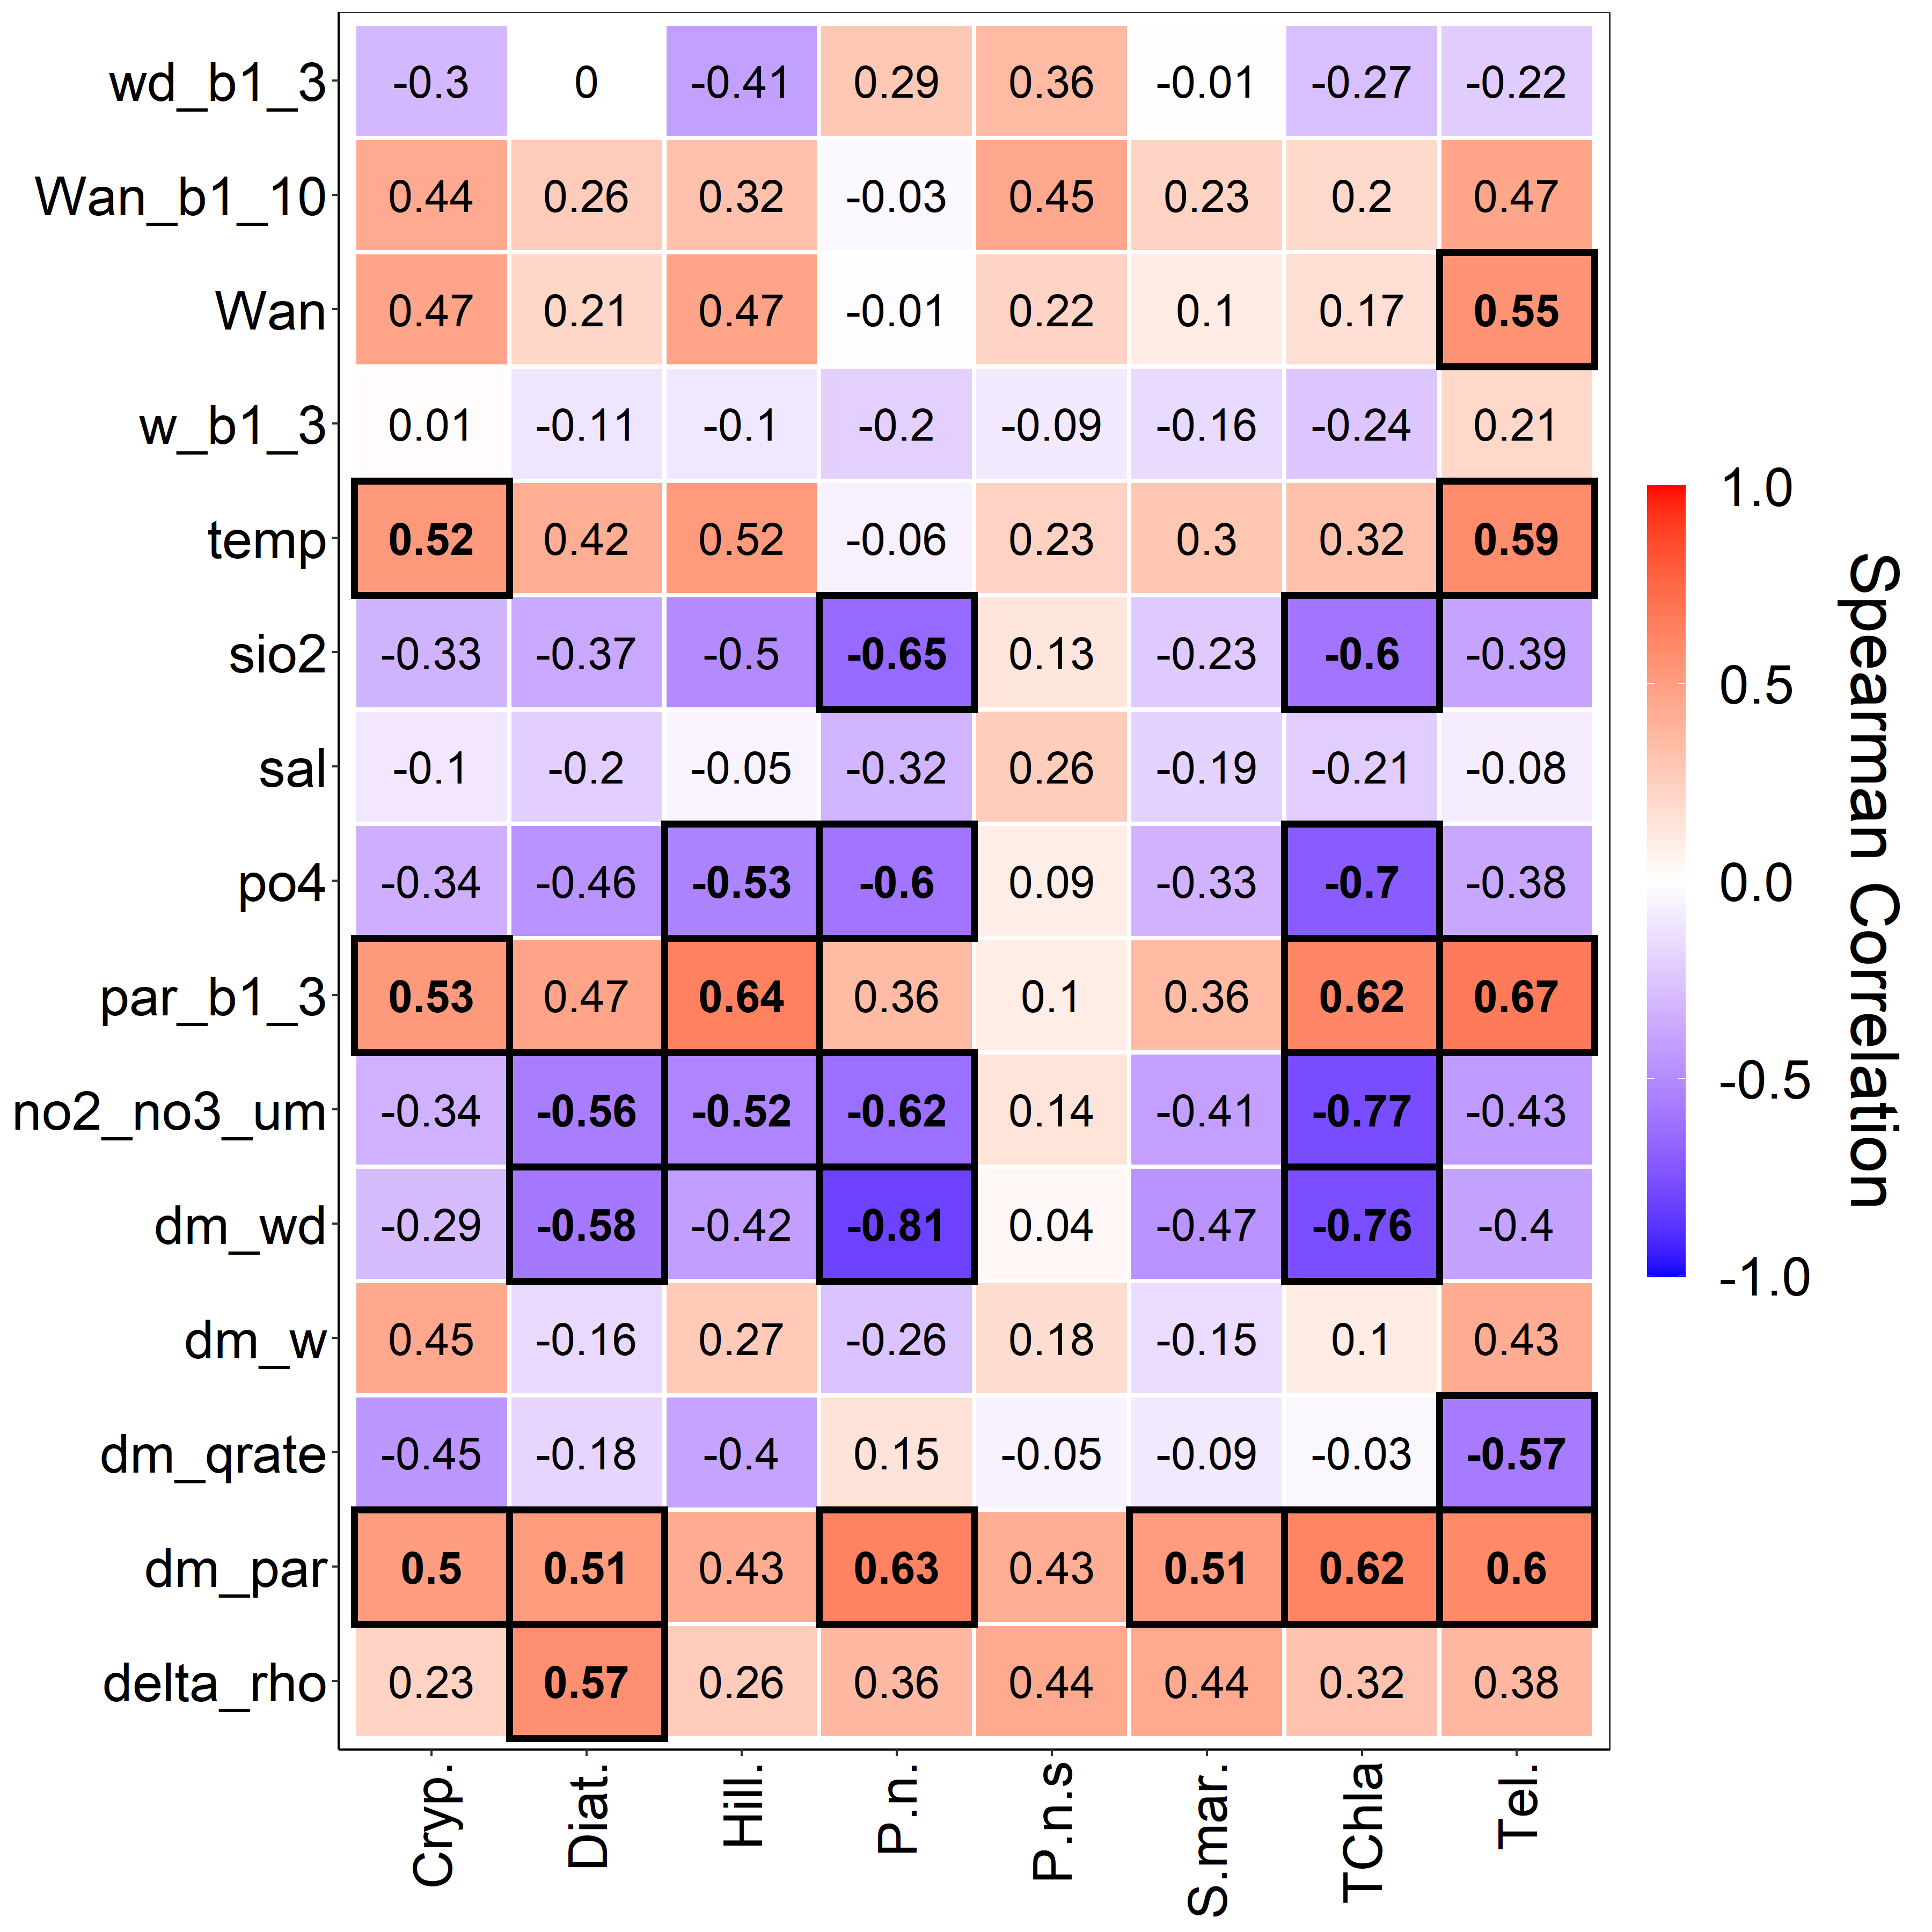 wd_b1_3 -0.3 0 -0.41 0.29 0.36 -0.01 -0.27 -0.22
Wan_b1_10 0.44 0.26 0.32 -0.03 0.45 0.23 0.2 0.47
Wan 0.47 0.21 0.47 -0.01 0.22 0.1 0.17 0.55
w_b1_3 0.01 -0.11 -0.1 -0.2 -0.09 -0.16 -0.24 0.21
temp 0.52 0.42 0.52 -0.06 0.23 0.3 0.32 0.59
sio2 -0.33 -0.37 -0.5 -0.65 0.13 -0.23 -0.6 -0.39
sal -0.1 -0.2 -0.05 -0.32 0.26 -0.19 -0.21 -0.08
po4 -0.34 -0.46 -0.53 -0.6 0.09 -0.33 -0.7 -0.38
par_b1_3 0.53 0.47 0.64 0.36 0.1 0.36 0.62 0.67
no2_no3_um -0.34 -0.56 -0.52 -0.62 0.14 -0.41 -0.77 -0.43
dm_wd -0.29 -0.58 -0.42 -0.81 0.04 -0.47 -0.76 -0.4
dm_w 0.45 -0.16 0.27 -0.26 0.18 -0.15 0.1 0.43
dm_qrate -0.45 -0.18 -0.4 0.15 -0.05 -0.09 -0.03 -0.57
dm_par 0.5 0.51 0.43 0.63 0.43 0.51 0.62 0.6
delta_rho 0.23 0.57 0.26 0.36 0.44 0.44 0.32 0.38
Cryp. Diat. Hill. P.n. P.n.s S.mar. TChla Tel.
1.0
0.5
0.0
-0.5
-1.0
Spearman Correlation